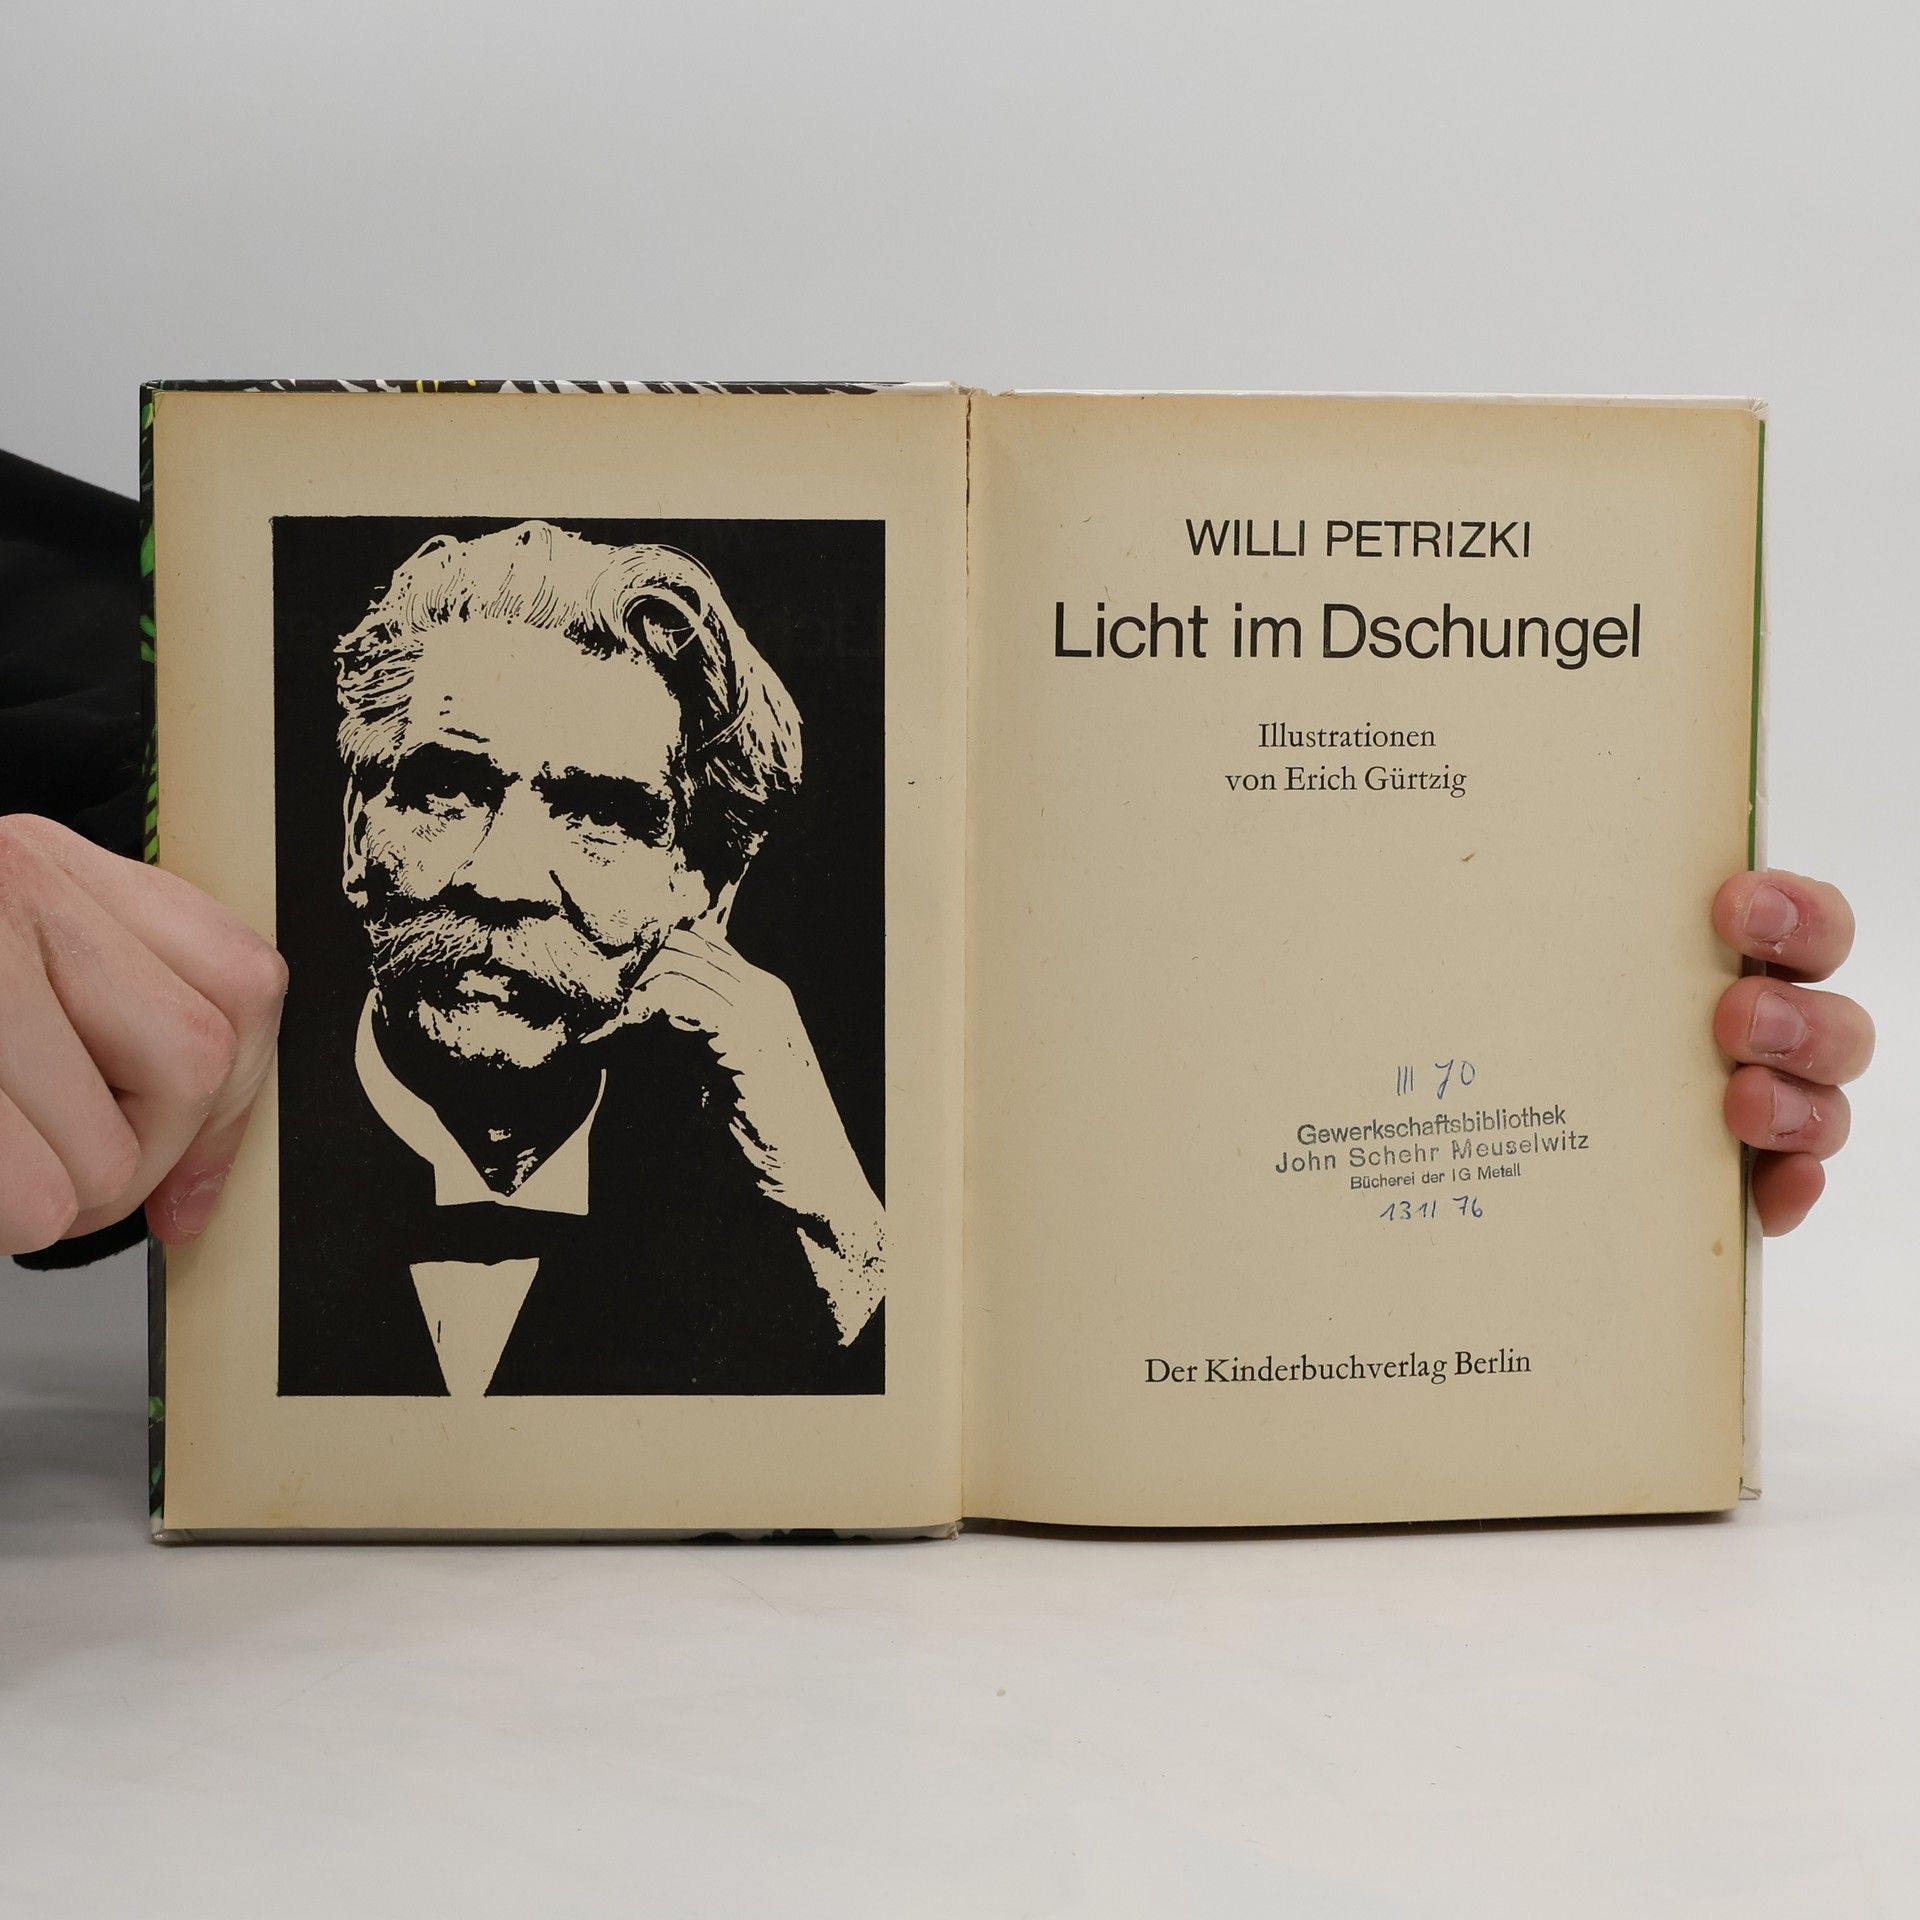 WILLI PETRIZKI
Licht im Dschungel
Illustrationen
von Erich Gürtzig
III 70
Gewerkschaftsbibliothek
John Schehr Meuselwitz
Bücherei der IG Metall
1311 76
Der Kinderbuchverlag Berlin